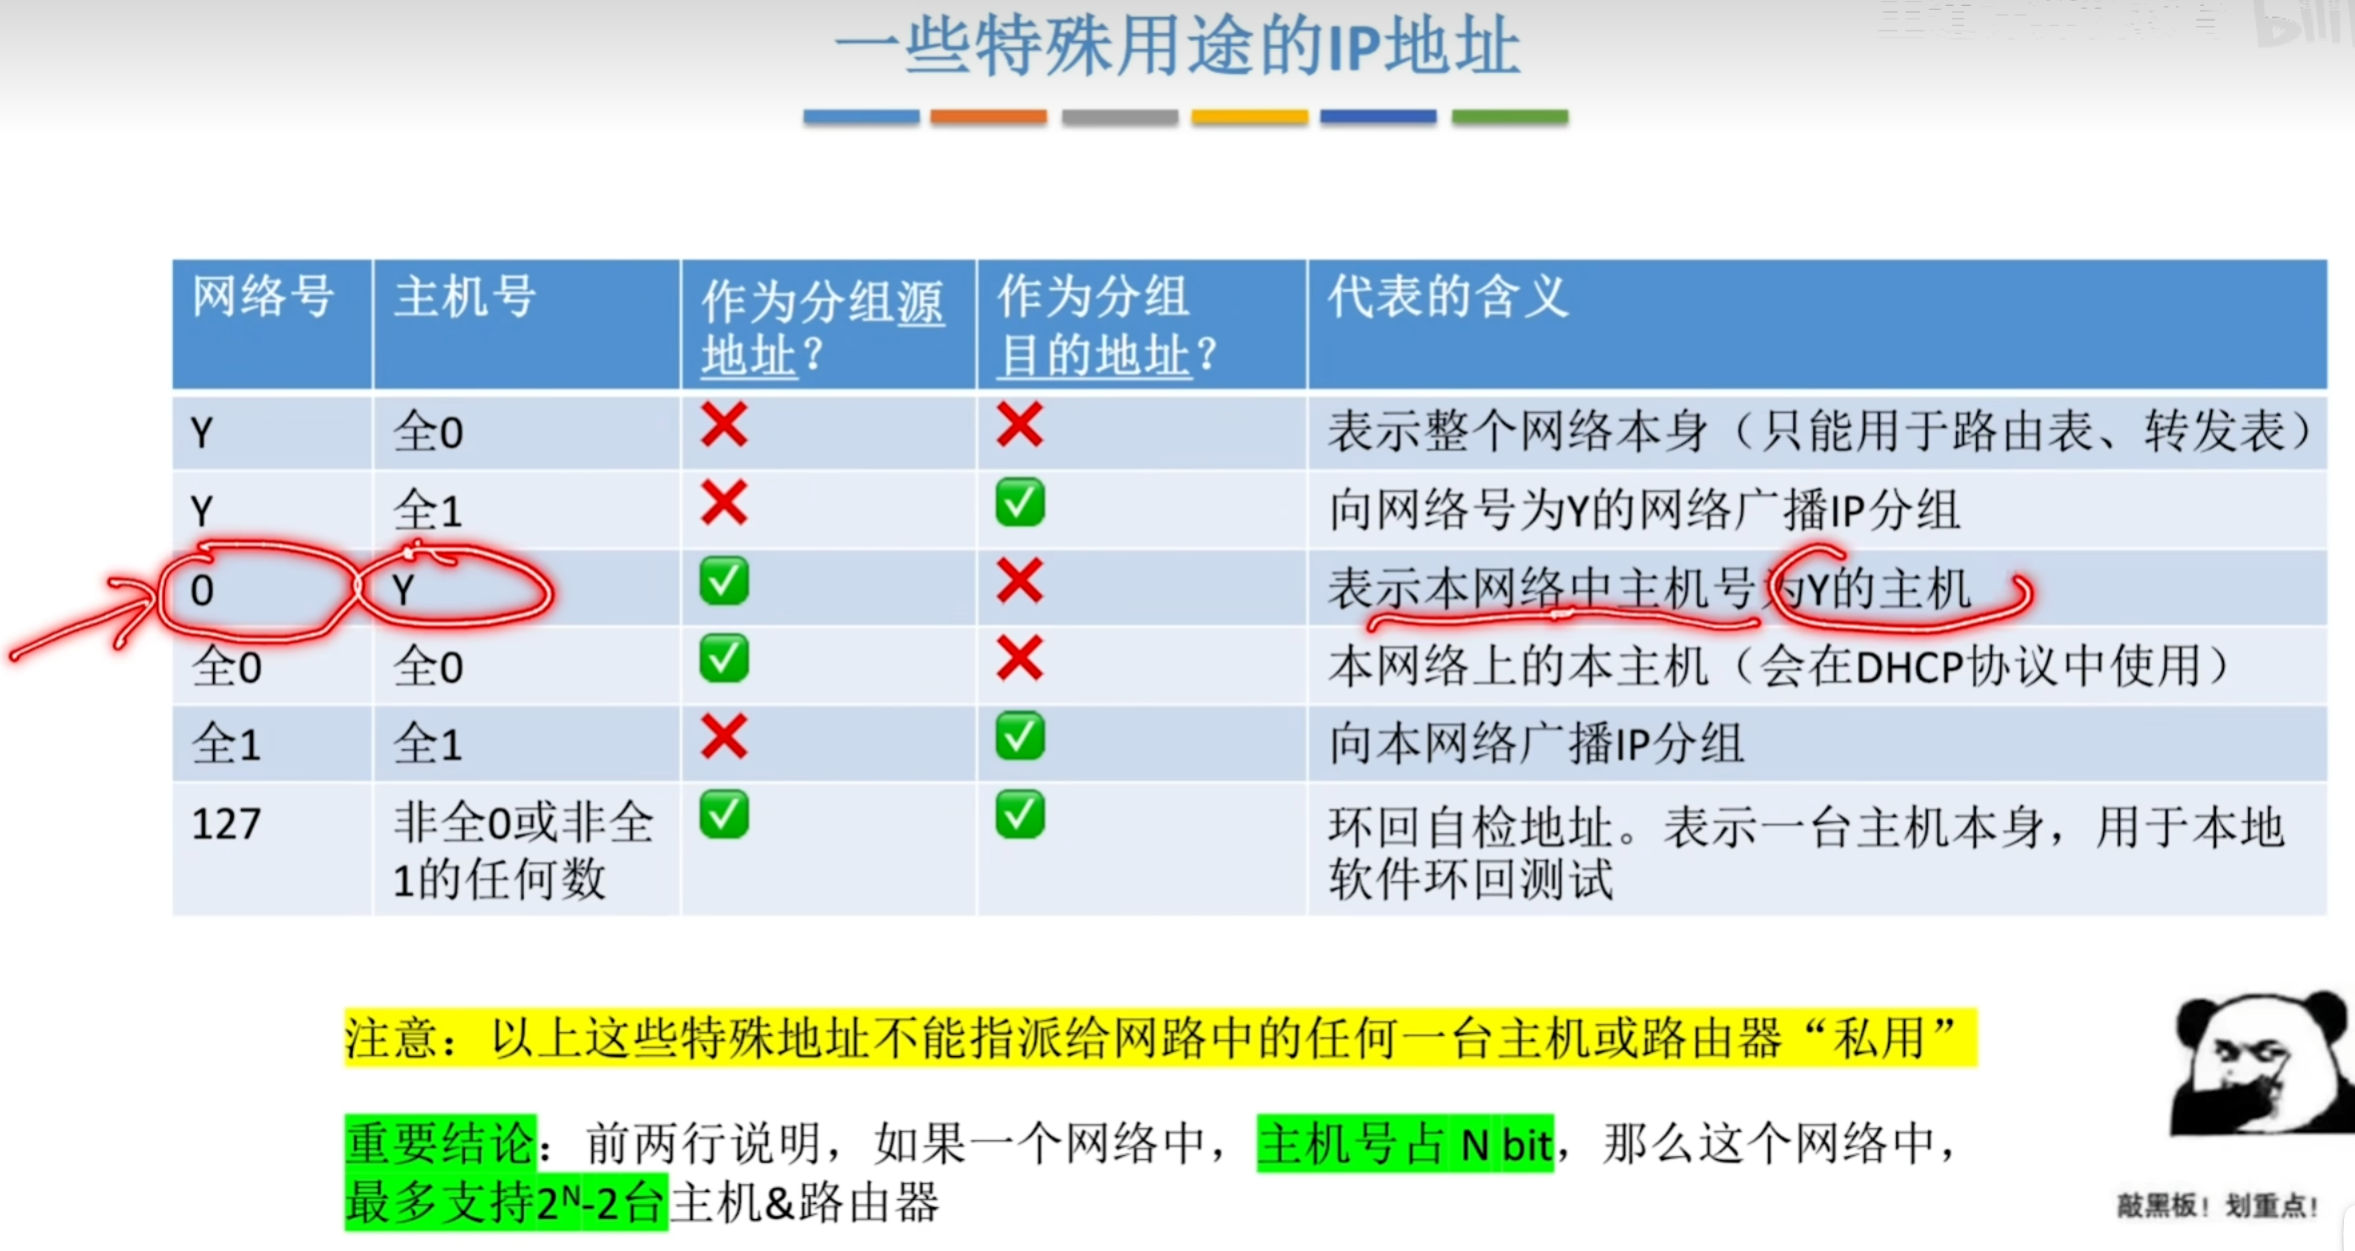 一些特殊用途的IP地址
bili
网络号 主机号 作为分组源地址？ 作为分组目的地址？ 代表的含义
Y 全0 ❌ ❌ 表示整个网络本身（只能用于路由表、转发表）
Y 全1 ❌ ✅ 向网络号为Y的网络广播IP分组
0 Y ✅ ❌ 表示本网络中主机号为Y的主机
全0 全0 ✅ ❌ 本网络上的本主机（会在DHCP协议中使用）
全1 全1 ❌ ✅ 向本网络广播IP分组
127 非全0或非全1的任何数 ✅ ✅ 环回自检地址。表示一台主机本身，用于本地软件环回测试
注意：以上这些特殊地址不能指派给网路中的任何一台主机或路由器“私用”
重要结论：前两行说明，如果一个网络中，主机号占 N bit，那么这个网络中，
最多支持2ᴺ-2台主机&路由器
敲黑板！划重点！